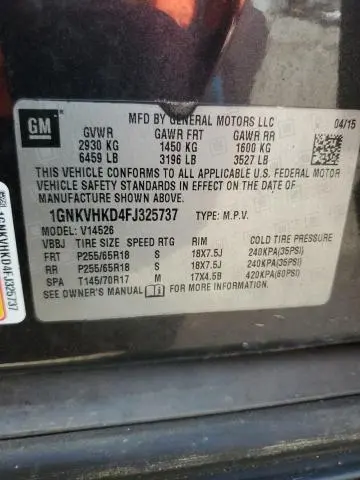 GM
MFD BY GENERAL MOTORS LLC
04/15
GVWR GAWR FRT GAWR RR
2930 KG 1450 KG 1600 KG
6459 LB 3196 LB 3527 LB
THIS VEHICLE CONFORMS TO ALL APPLICABLE U.S. FEDERAL MOTOR
VEHICLE SAFETY AND THEFT PREVENTION STANDARDS IN EFFECT ON THE DATE
OF MANUFACTURE SHOWN ABOVE.
1GNKVHKD4FJ325737 TYPE: M.P.V.
MODEL: V14526
VBBJ TIRE SIZE SPEED RTG RIM COLD TIRE PRESSURE
FRT P255/65R18 S 18X7.5J 240KPA(35PSI)
RR P255/65R18 S 18X7.5J 240KPA(35PSI)
SPA T145/70R17 M 17X4.5B 420KPA(60PSI)
SEE OWNER'S MANUAL FOR MORE INFORMATION.
1GNKVHKD4FJ325737